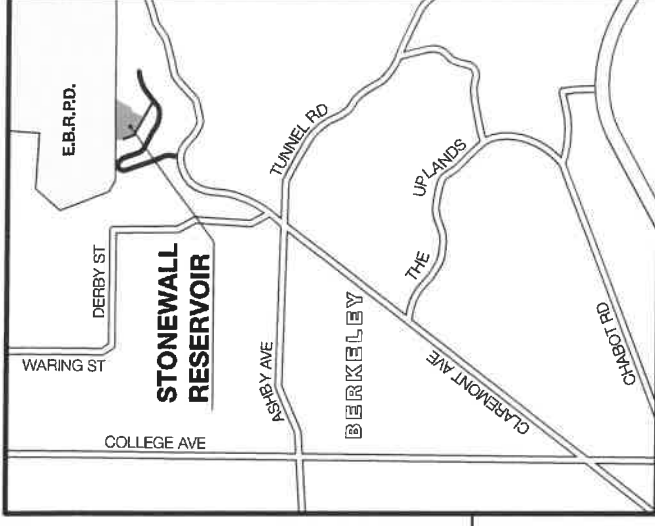 E.B.R.P.D.
TUNNEL RD
UPLANDS
DERBY ST
STONEWALL
RESERVOIR
THE
WARING ST
ASHBY AVE
BERKELEY
CLAREMONT AVE
CHABOT RD
COLLEGE AVE